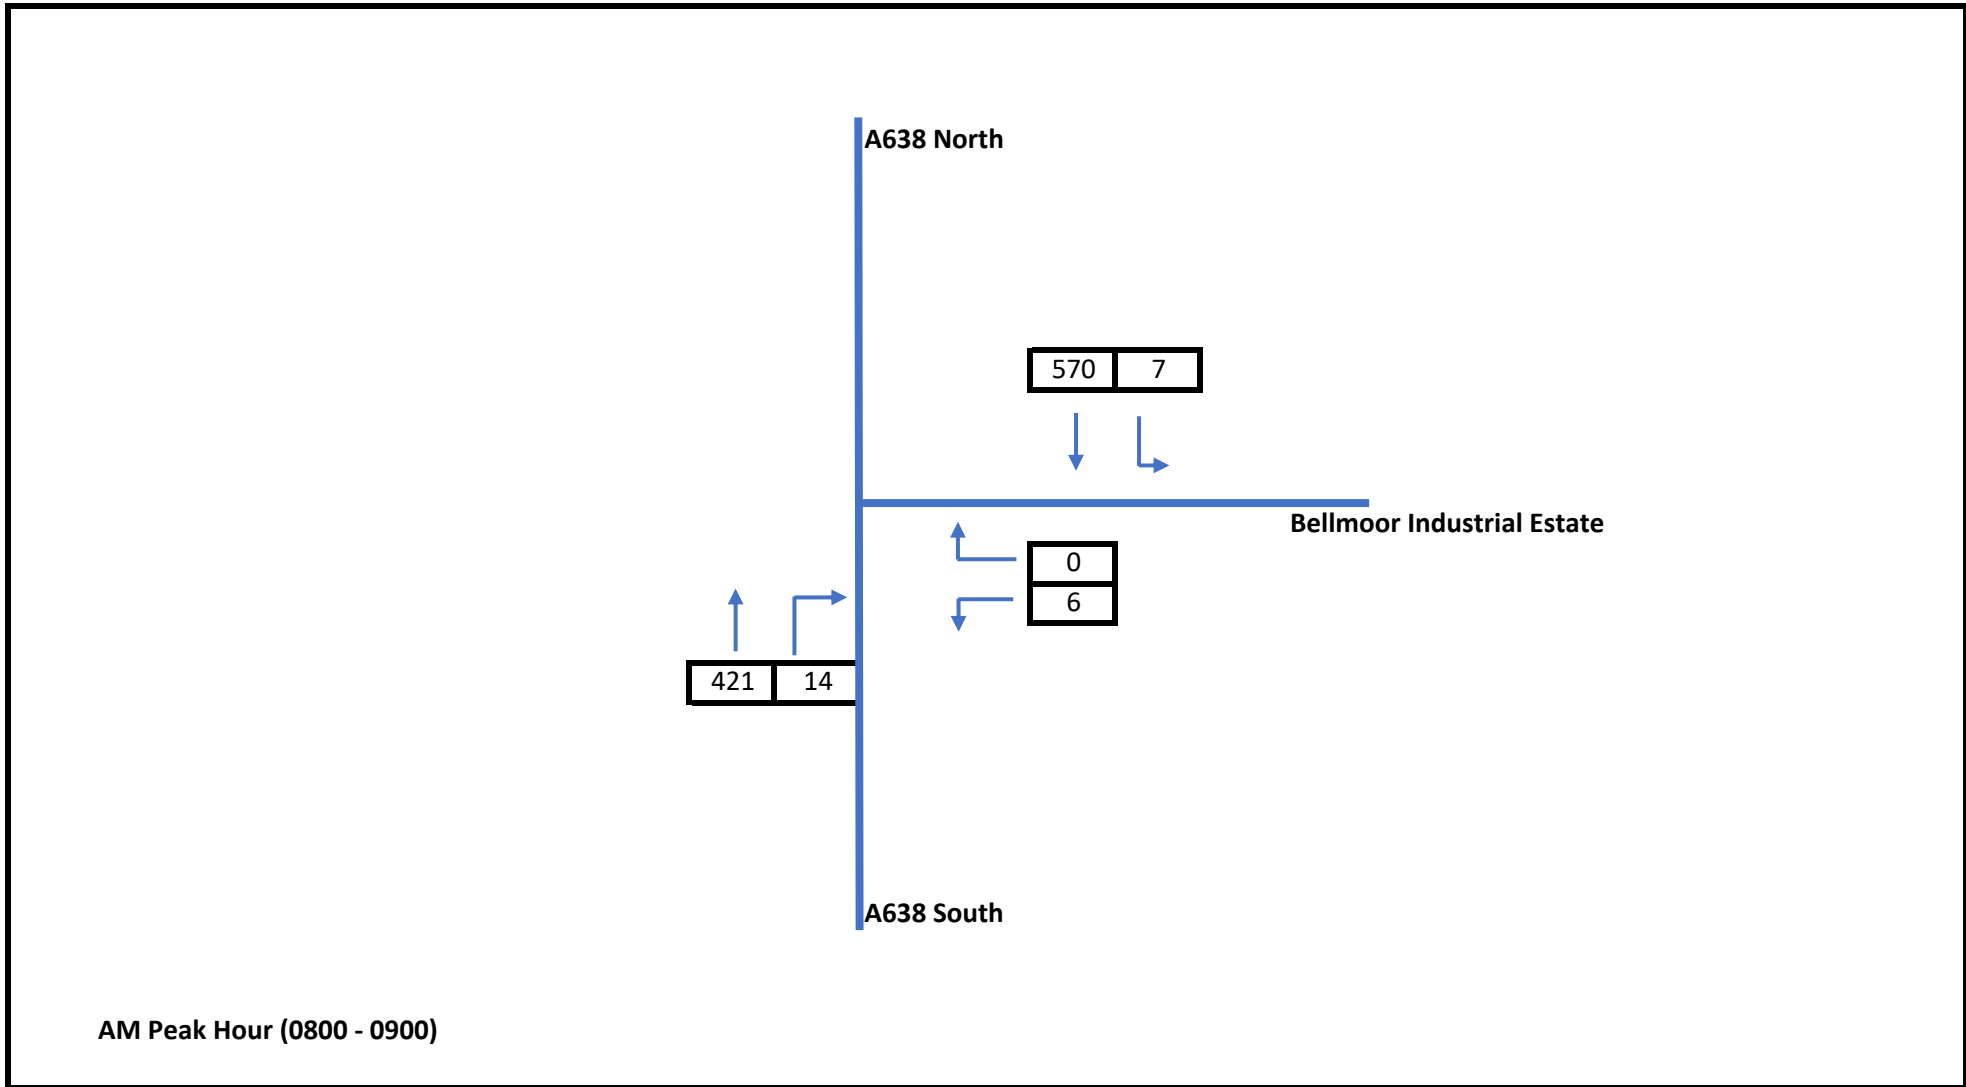 A638 North
570 7
Bellmoor Industrial Estate
0
6
421 14
A638 South
AM Peak Hour (0800 - 0900)